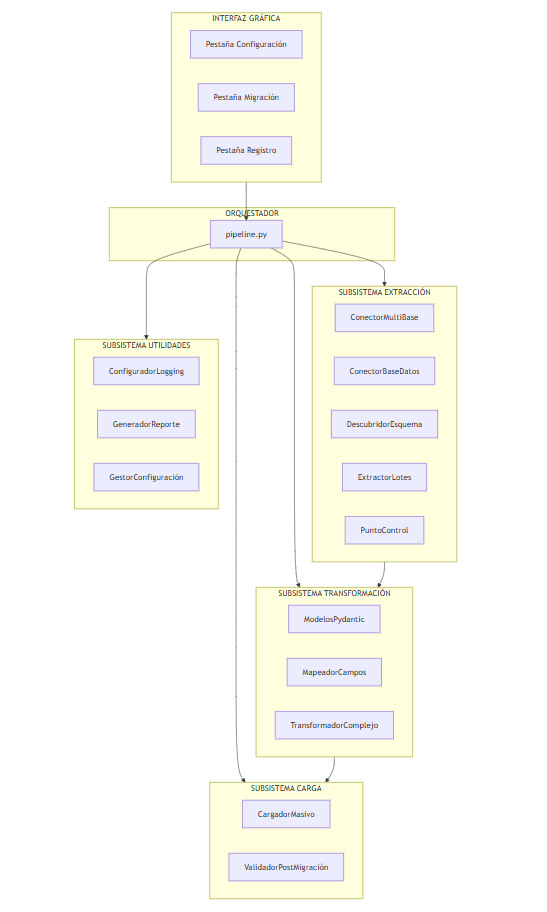 INTERFAZ GRÁFICA
Pestaña Configuración
Pestaña Migración
Pestaña Registro
ORQUESTADOR
pipeline.py
SUBSISTEMA EXTRACCIÓN
ConectorMultiBase
ConectorBaseDatos
DescubridorEsquema
ExtractorLotes
PuntoControl
SUBSISTEMA UTILIDADES
ConfiguradorLogging
GeneradorReporte
GestorConfiguración
SUBSISTEMA TRANSFORMACIÓN
ModelosPydantic
MapeadorCampos
TransformadorComplejo
SUBSISTEMA CARGA
CargadorMasivo
ValidadorPostMigración